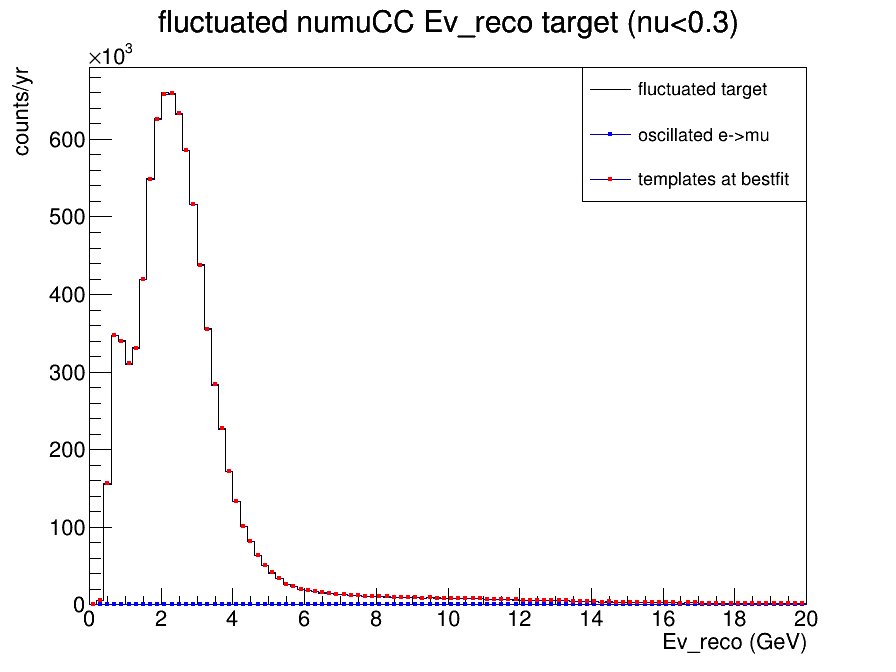 fluctuated numuCC Ev_reco target (nu<0.3)
×10³
counts/yr
fluctuated target
oscillated e->mu
templates at bestfit
600
500
400
300
200
100
0
0 2 4 6 8 10 12 14 16 18 20
Ev_reco (GeV)